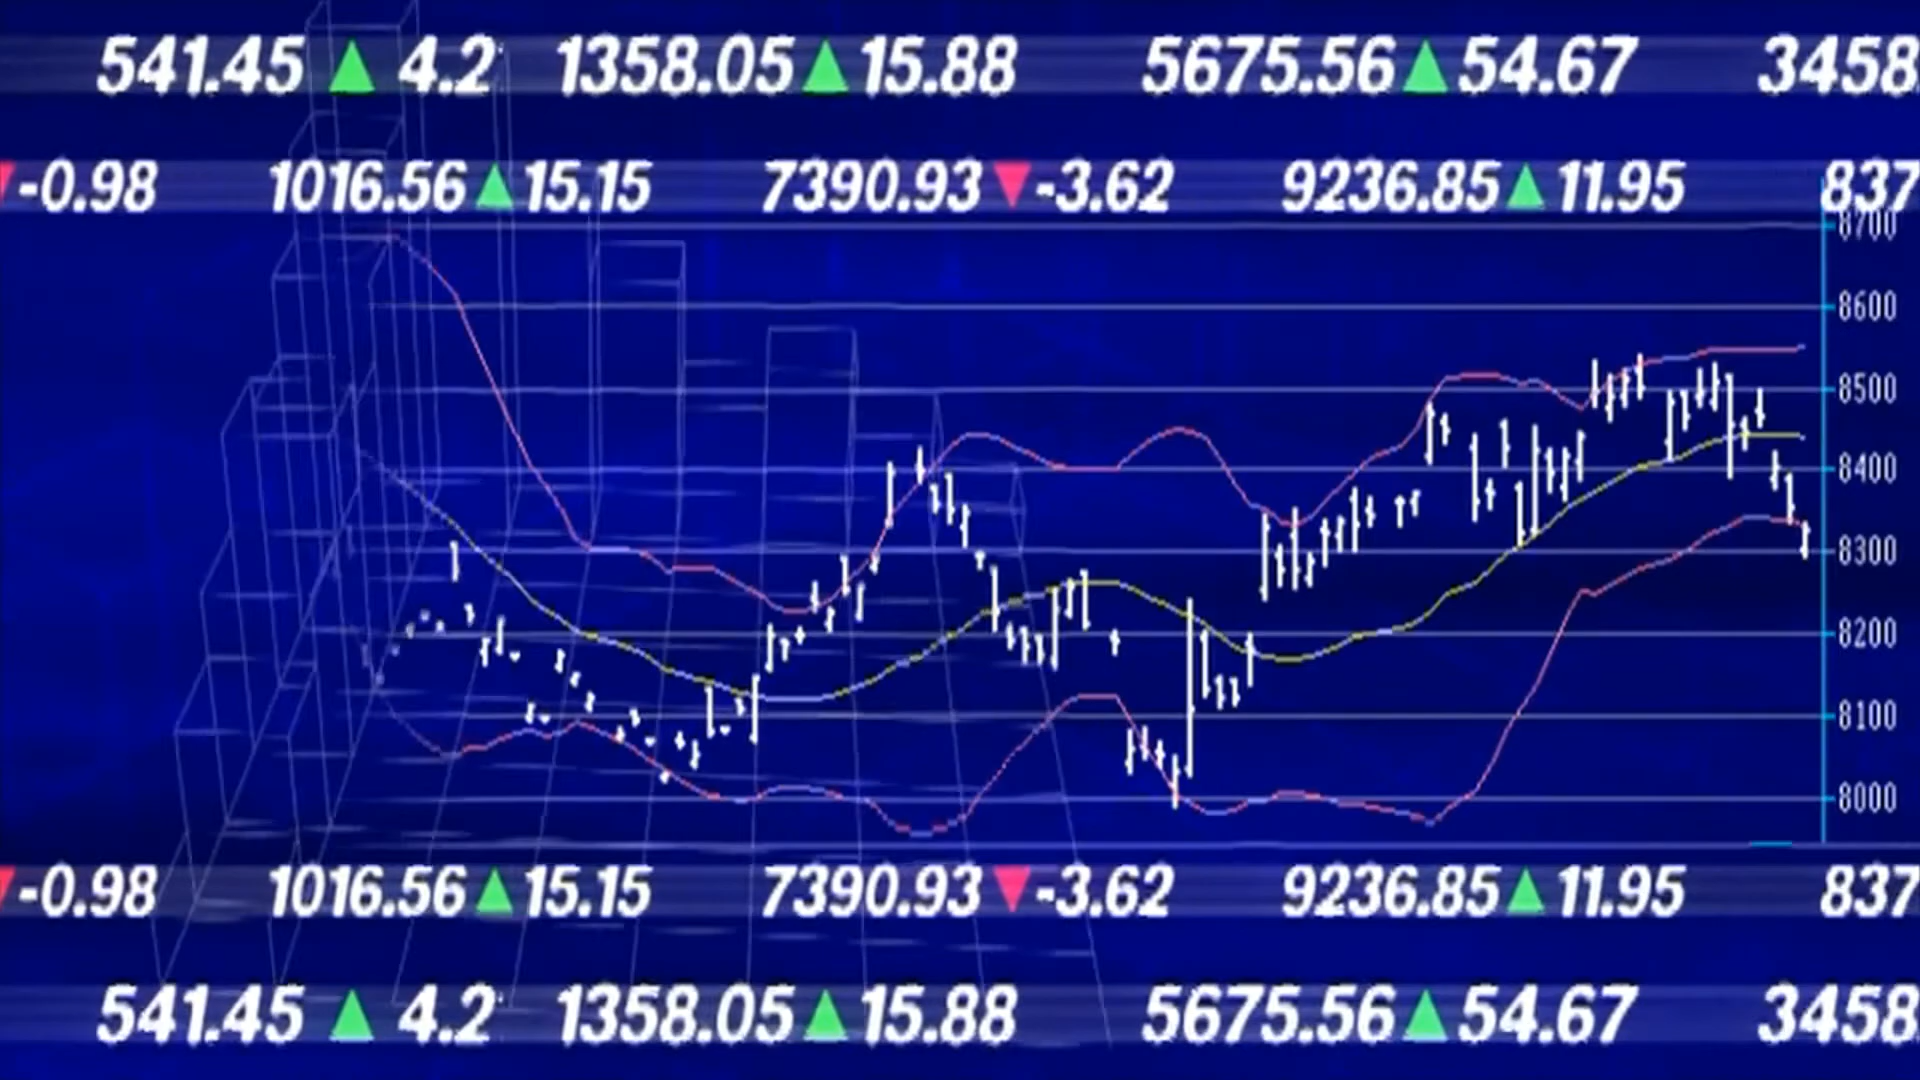 541.45 ▲ 4.2 1358.05 ▲ 15.88 5675.56 ▲ 54.67 3458
▼ -0.98 1016.56 ▲ 15.15 7390.93 ▼ -3.62 9236.85 ▲ 11.95 837
8700
8600
8500
8400
8300
8200
8100
8000
▼ -0.98 1016.56 ▲ 15.15 7390.93 ▼ -3.62 9236.85 ▲ 11.95 837
541.45 ▲ 4.2 1358.05 ▲ 15.88 5675.56 ▲ 54.67 3458